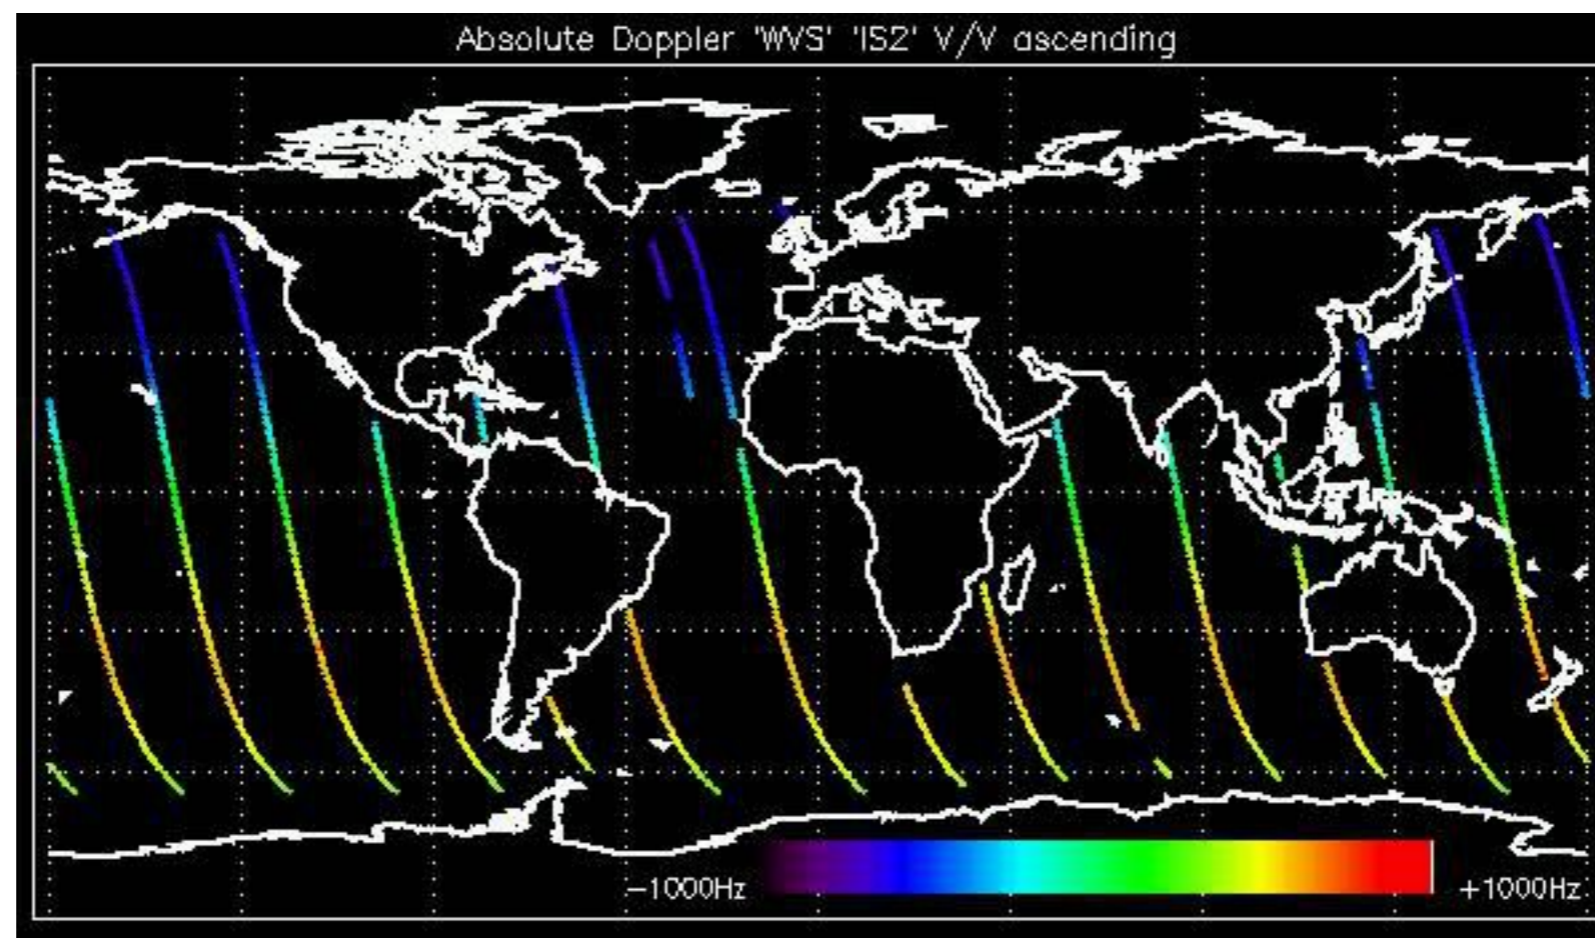 Absolute Doppler 'WVS' 'IS2' V/V ascending
−1000Hz +1000Hz